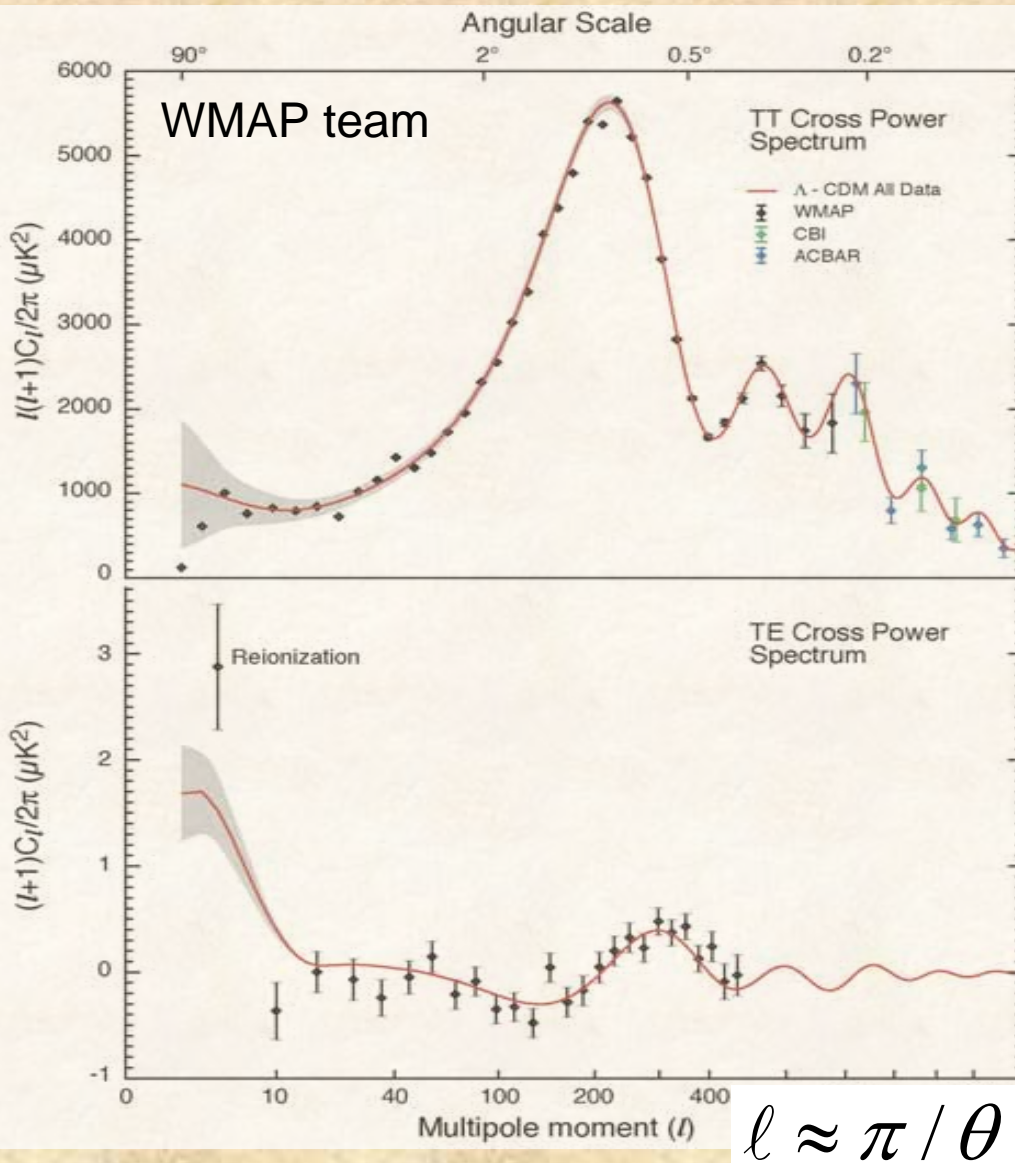 Angular Scale
90° 2° 0.5° 0.2°
6000
5000
4000
3000
2000
1000
0
l(l+1)Cl/2π (μK²)
WMAP team
TT Cross Power
Spectrum
Λ - CDM All Data
WMAP
CBI
ACBAR
3
2
1
0
-1
(l+1)Cl/2π (μK²)
Reionization
TE Cross Power
Spectrum
0 10 40 100 200 400
Multipole moment (l)
ℓ ≈ π / θ